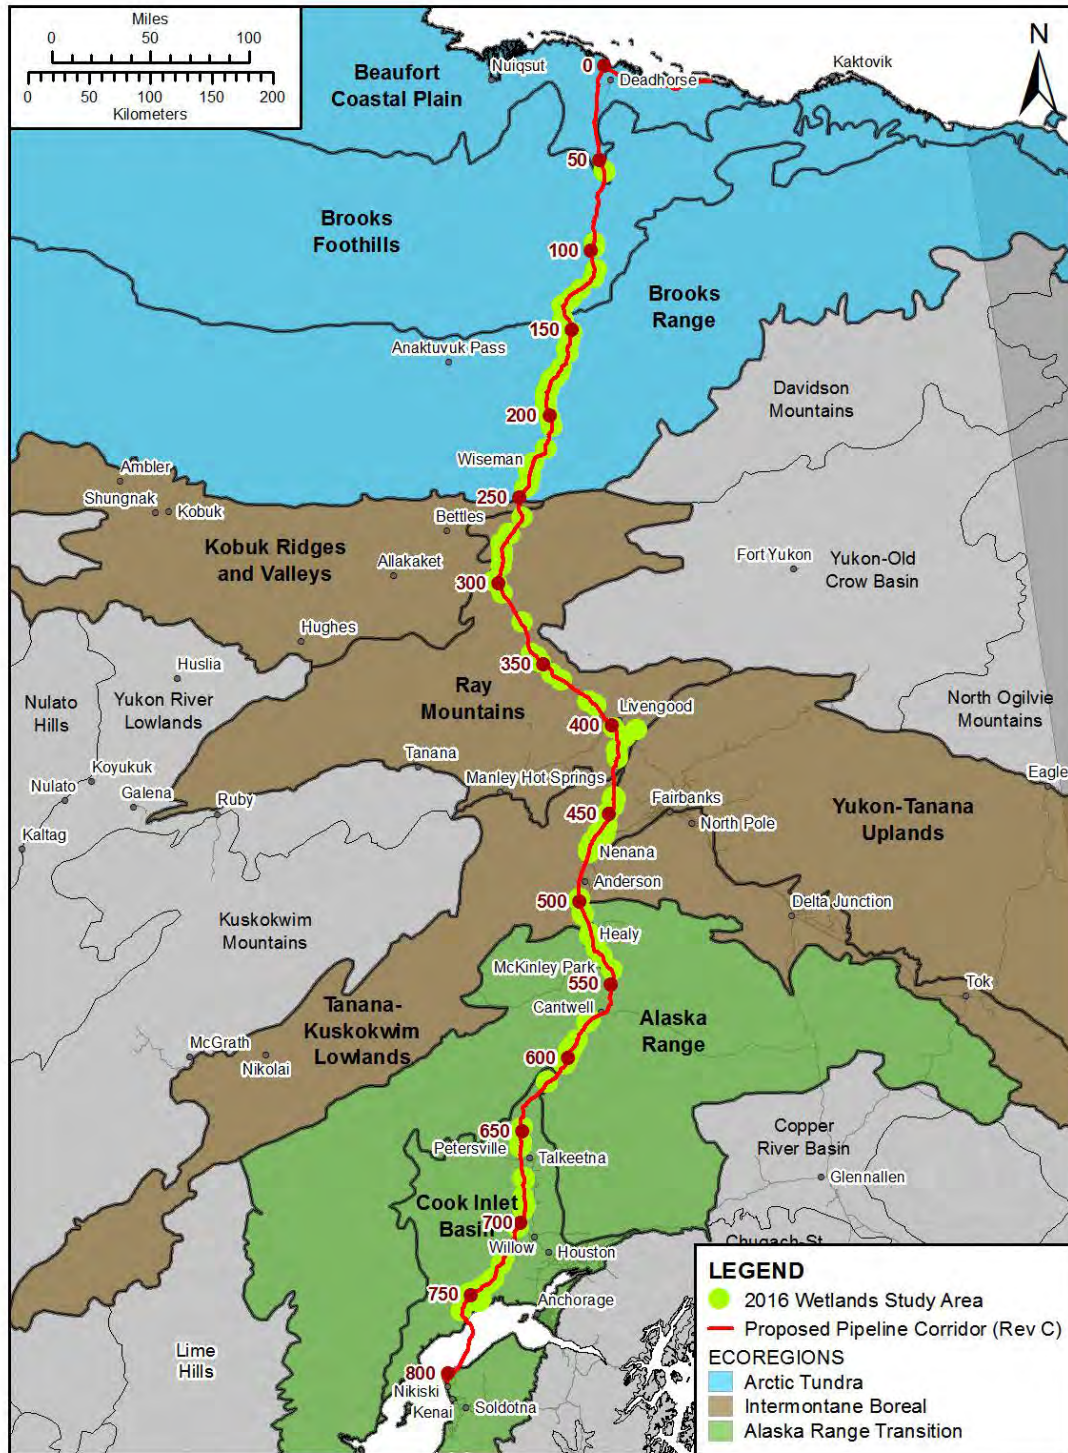 Miles
0 50 100
0 50 100 150 200
Kilometers
N
Beaufort
Coastal Plain
Nuiqsut
0
Deadhorse
Kaktovik
50
Brooks
Foothills
100
Brooks
Range
150
Anaktuvuk Pass
Davidson
Mountains
200
Wiseman
Ambler
Shungnak
Kobuk
250
Bettles
Kobuk Ridges
and Valleys
Allakaket
Fort Yukon
Yukon-Old
Crow Basin
300
Hughes
Huslia
350
Nulato
Hills
Yukon River
Lowlands
Ray
Mountains
Livengood
North Ogilvie
Mountains
400
Tanana
Koyukuk
Nulato
Galena
Ruby
Manley Hot Springs
Eagle
Fairbanks
450
North Pole
Yukon-Tanana
Uplands
Kaltag
Nenana
Anderson
500
Delta Junction
Kuskokwim
Mountains
Healy
McKinley Park
550
Tok
Tanana-
Kuskokwim
Lowlands
Cantwell
Alaska
Range
McGrath
Nikolai
600
650
Petersville
Talkeetna
Copper
River Basin
Glennallen
Cook Inlet
Basin
700
Willow
Houston
Chugach-St.
750
Anchorage
Lime
Hills
800
Nikiski
Kenai
Soldotna
LEGEND
2016 Wetlands Study Area
Proposed Pipeline Corridor (Rev C)
ECOREGIONS
Arctic Tundra
Intermontane Boreal
Alaska Range Transition